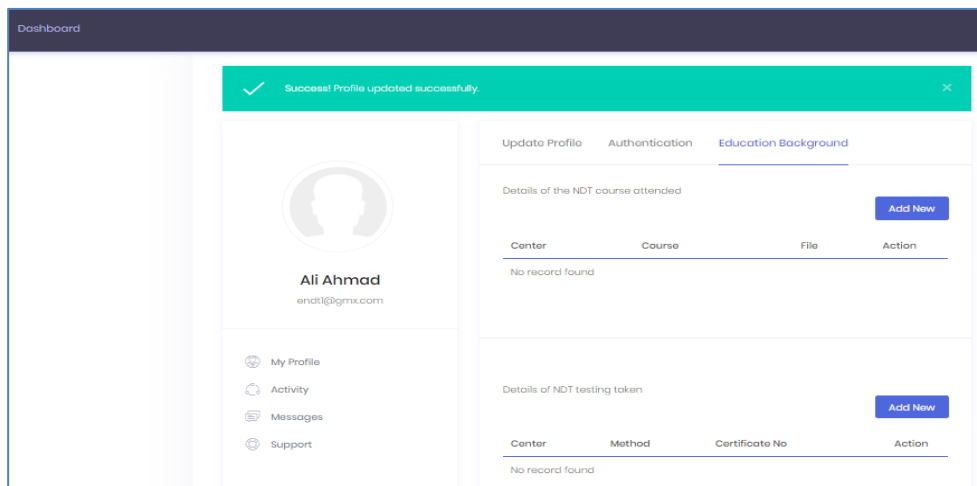 Dashboard
Success! Profile updated successfully.
Ali Ahmad
endt1@gmx.com
My Profile
Activity
Messages
Support
Update Profile Authentication Education Background
Details of the NDT course attended
Add New
Center Course File Action
No record found
Details of NDT testing taken
Add New
Center Method Certificate No Action
No record found